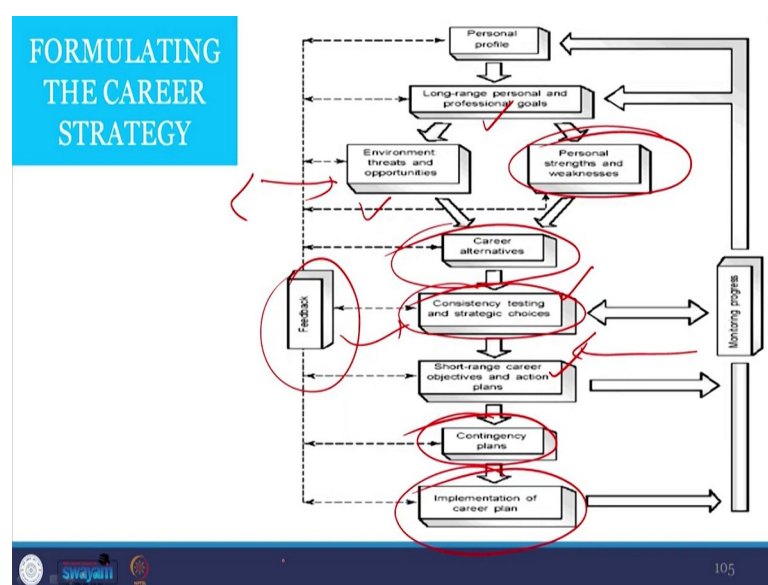 FORMULATING
THE CAREER
STRATEGY
Personal
profile
Long-range personal and
professional goals
Environment
threats and
opportunities
Personal
strengths and
weaknesses
Career
alternatives
Feedback
Consistency testing
and strategic choices
Monitoring progress
Short-range career
objectives and action
plans
Contingency
plans
Implementation of
career plan
swayam
105